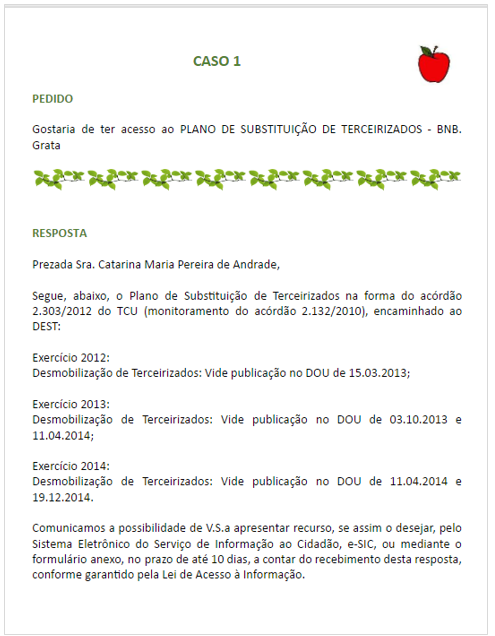 CASO 1
PEDIDO
Gostaria de ter acesso ao PLANO DE SUBSTITUIÇÃO DE TERCEIRIZADOS - BNB.
Grata
RESPOSTA
Prezada Sra. Catarina Maria Pereira de Andrade,
Segue, abaixo, o Plano de Substituição de Terceirizados na forma do acórdão
2.303/2012 do TCU (monitoramento do acórdão 2.132/2010), encaminhado ao
DEST:
Exercício 2012:
Desmobilização de Terceirizados: Vide publicação no DOU de 15.03.2013;
Exercício 2013:
Desmobilização de Terceirizados: Vide publicação no DOU de 03.10.2013 e
11.04.2014;
Exercício 2014:
Desmobilização de Terceirizados: Vide publicação no DOU de 11.04.2014 e
19.12.2014.
Comunicamos a possibilidade de V.S.a apresentar recurso, se assim o desejar, pelo
Sistema Eletrônico do Serviço de Informação ao Cidadão, e-SIC, ou mediante o
formulário anexo, no prazo de até 10 dias, a contar do recebimento desta resposta,
conforme garantido pela Lei de Acesso à Informação.